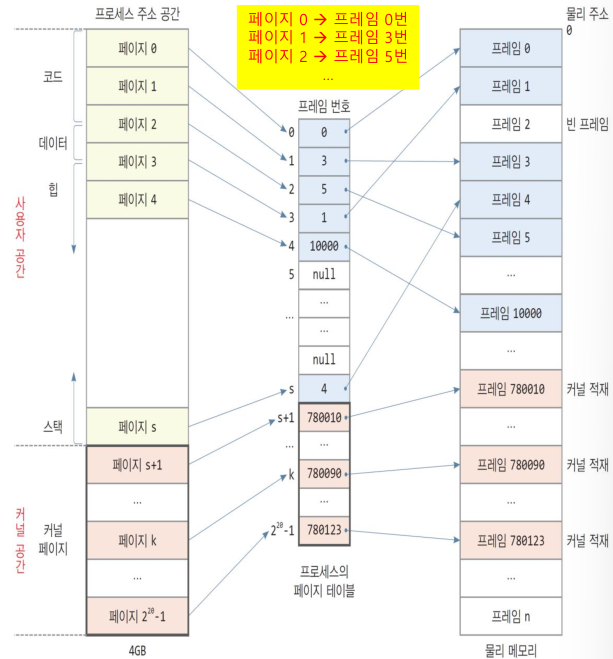 프로세스 주소 공간
페이지 0 → 프레임 0번
페이지 1 → 프레임 3번
페이지 2 → 프레임 5번
...
물리 주소
0
코드
데이터
힙
스택
사용자 공간
커널 공간
커널
페이지
페이지 0
페이지 1
페이지 2
페이지 3
페이지 4
페이지 s
페이지 s+1
...
페이지 k
...
페이지 2²⁰-1
4GB
프레임 번호
0 0
1 3
2 5
3 1
4 10000
5 null
...
... ...
...
null
s 4
s+1 780010
... ...
k 780090
...
2²⁰-1 780123
프로세스의
페이지 테이블
프레임 0
프레임 1
프레임 2 빈 프레임
프레임 3
프레임 4
프레임 5
...
프레임 10000
...
프레임 780010 커널 적재
...
프레임 780090 커널 적재
...
프레임 780123 커널 적재
...
프레임 n
물리 메모리